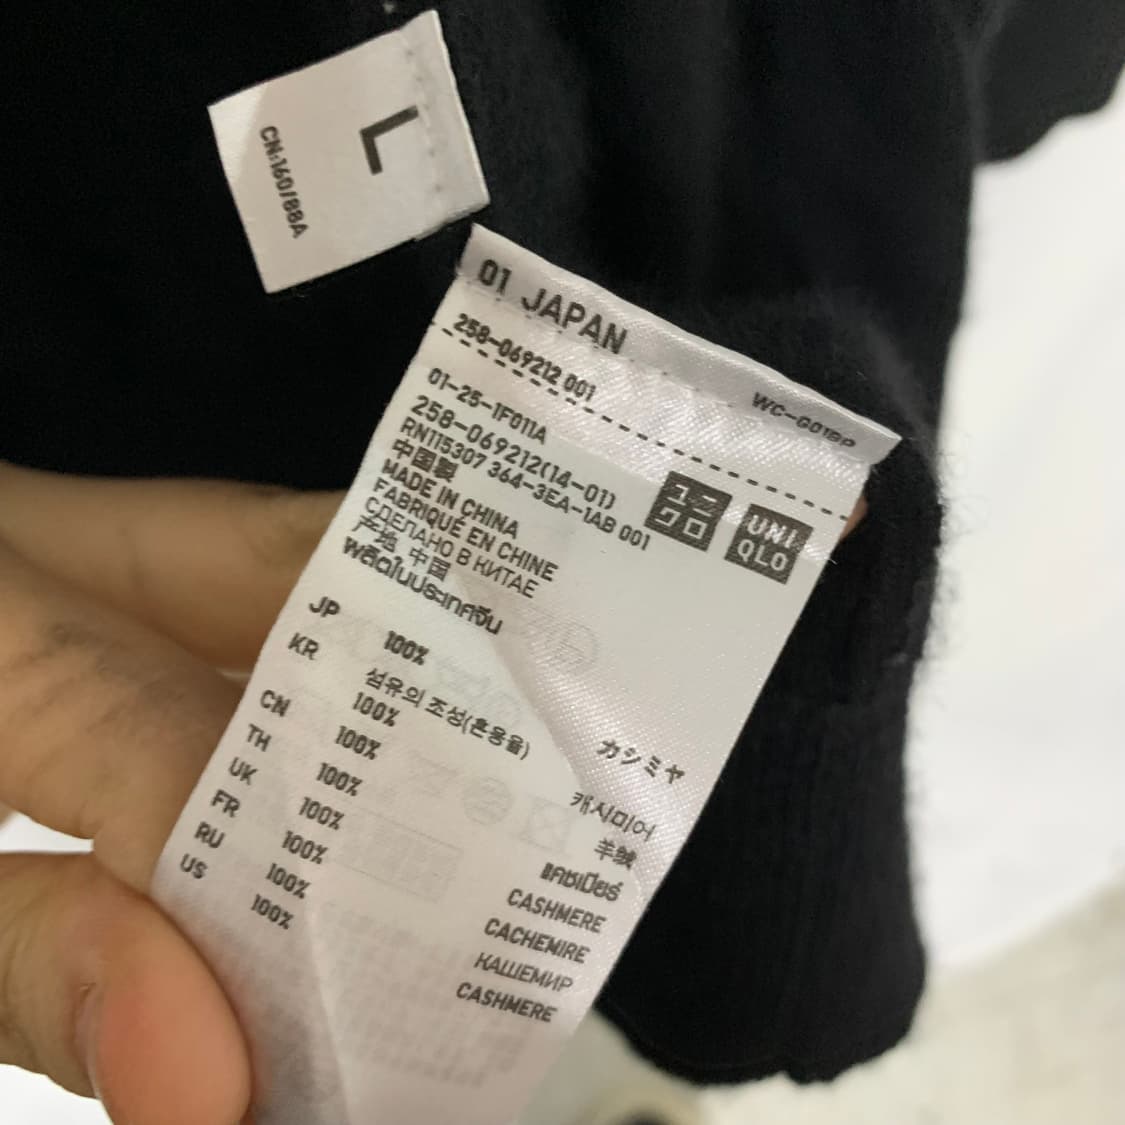 L
CN:160/88A
01 JAPAN
WC-G01BP
258-069212 001
01-25-1F011A
258-069212(14-01)
RN115307 364-3EA-1AB 001
ユニ
クロ
UNI
QLO
中国製
MADE IN CHINA
FABRIQUÉ EN CHINE
СДЕЛАНО В КИТАЕ
产地 中国
ผลิตในประเทศจีน
JP 100% カシミヤ
KR 섬유의 조성(혼용율)
100% 캐시미어
CN 100% 羊绒
TH 100% แคชเมียร์
UK 100% CASHMERE
FR 100% CACHEMIRE
RU 100% КАШЕМИР
US 100% CASHMERE